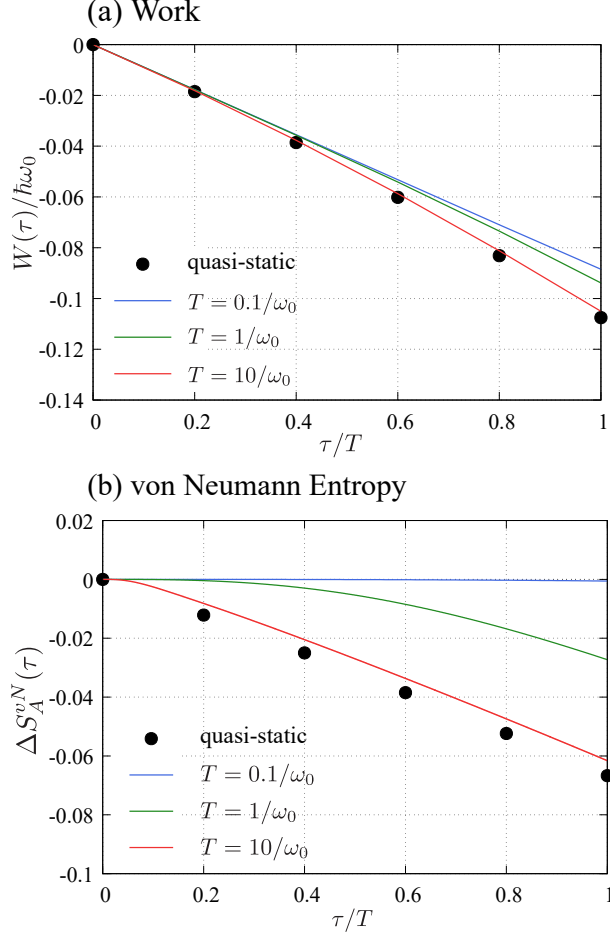 (a) Work
0
-0.02
-0.04
-0.06
-0.08
-0.1
-0.12
-0.14
W(τ)/ħω₀
quasi-static
T = 0.1/ω₀
T = 1/ω₀
T = 10/ω₀
0 0.2 0.4 0.6 0.8 1
τ/T
(b) von Neumann Entropy
0.02
0
-0.02
-0.04
-0.06
-0.08
-0.1
ΔS_A^{vN}(τ)
quasi-static
T = 0.1/ω₀
T = 1/ω₀
T = 10/ω₀
0 0.2 0.4 0.6 0.8 1
τ/T